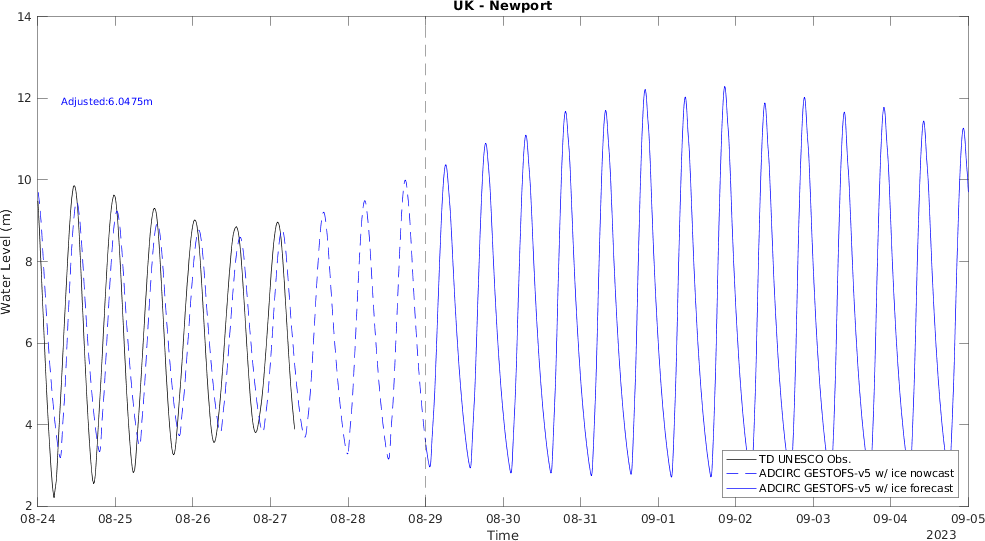 UK - Newport
14
12
10
8
6
4
2
Water Level (m)
Adjusted:6.0475m
TD UNESCO Obs.
ADCIRC GESTOFS-v5 w/ ice nowcast
ADCIRC GESTOFS-v5 w/ ice forecast
08-24 08-25 08-26 08-27 08-28 08-29 08-30 08-31 09-01 09-02 09-03 09-04 09-05
Time
2023